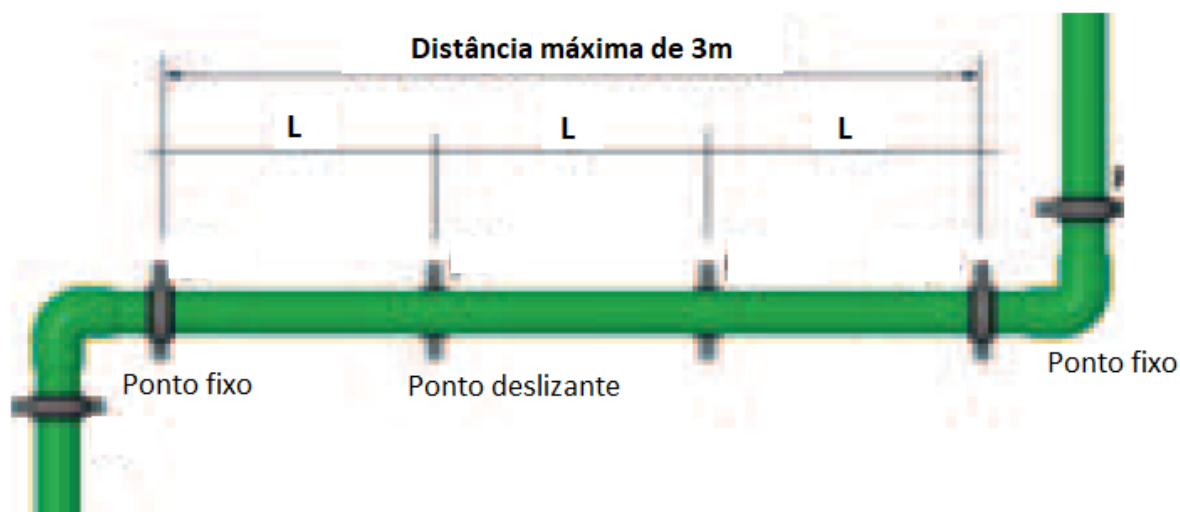 Distância máxima de 3m
L
L
L
Ponto fixo
Ponto deslizante
Ponto fixo